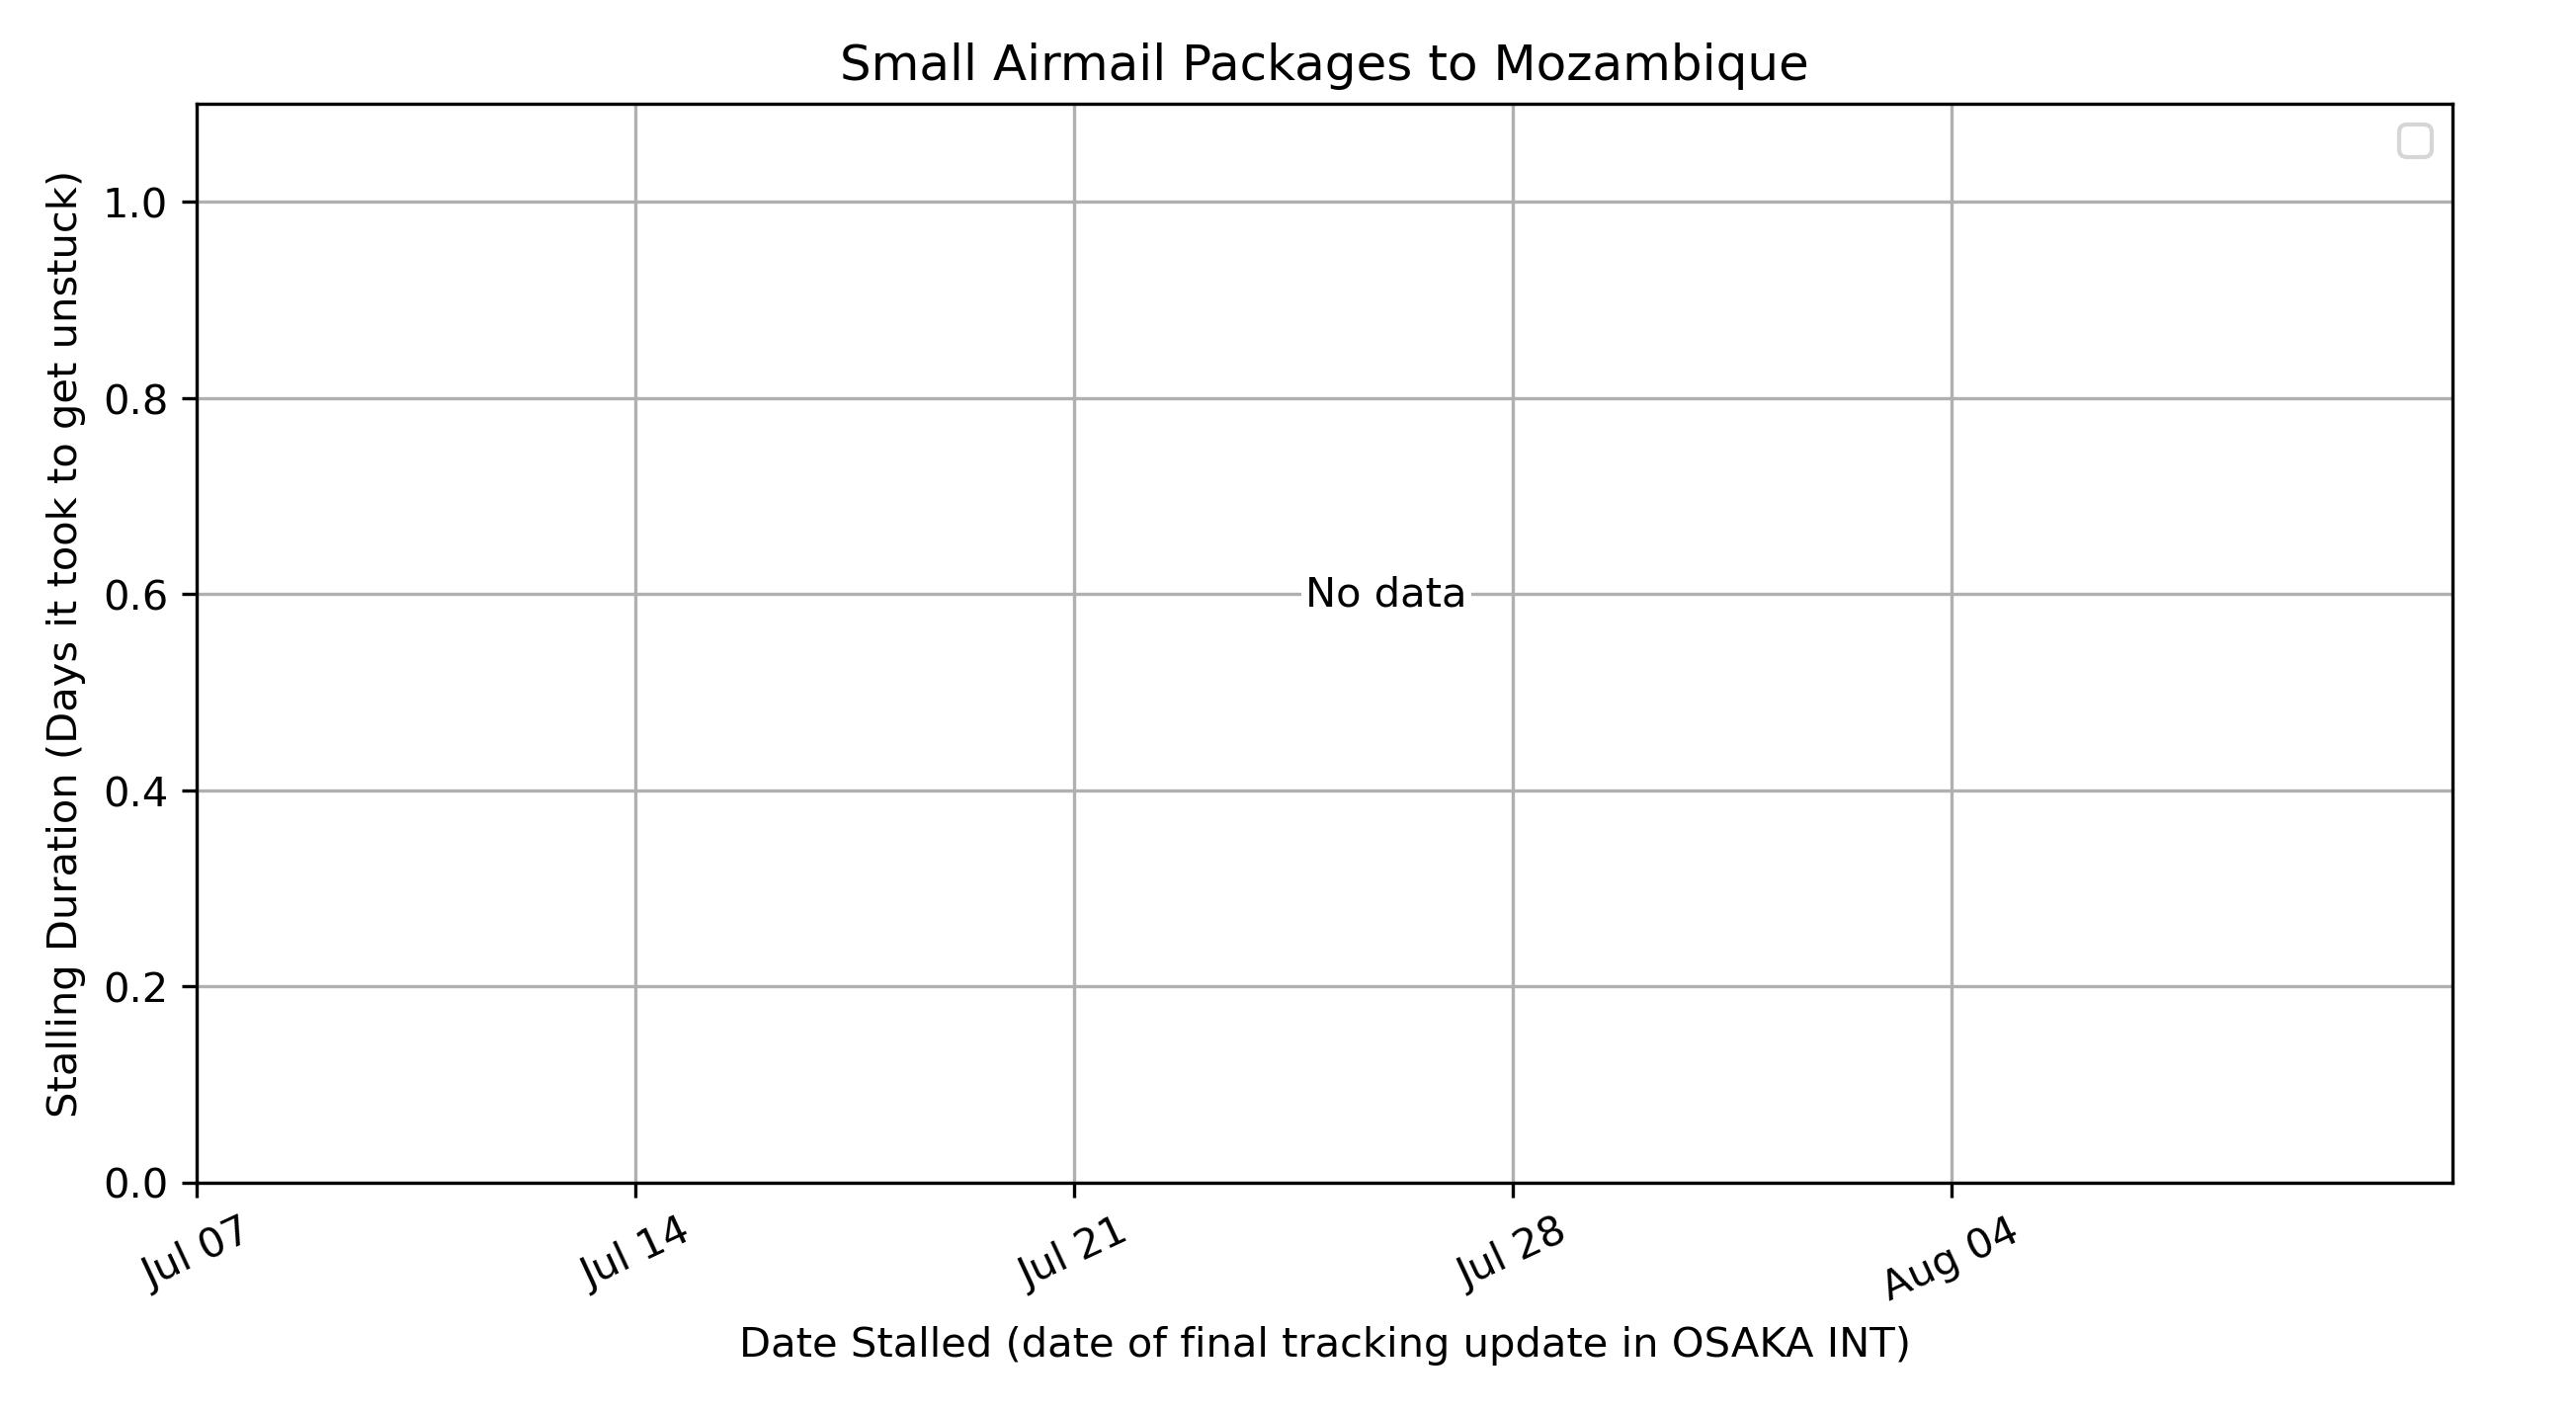 Small Airmail Packages to Mozambique
Stalling Duration (Days it took to get unstuck)
1.0
0.8
0.6
0.4
0.2
0.0
No data
Jul 07
Jul 14
Jul 21
Jul 28
Aug 04
Date Stalled (date of final tracking update in OSAKA INT)